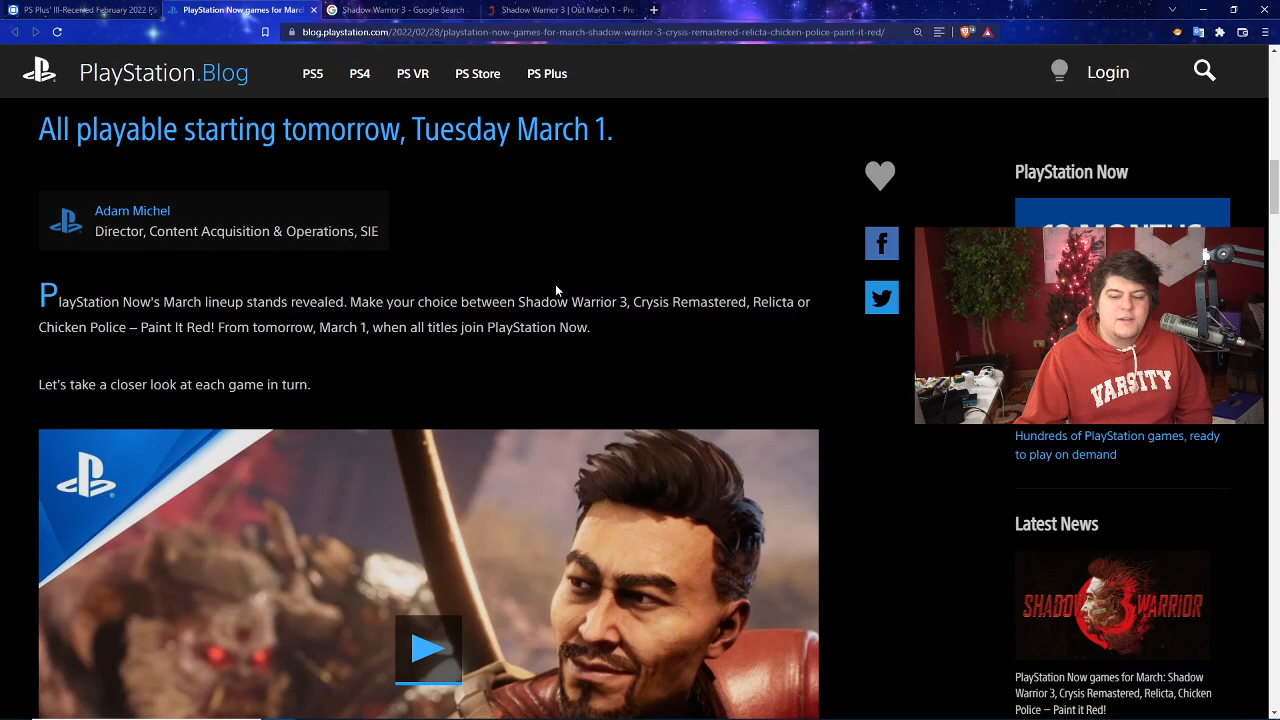 PS Plus' Ill-Received February 2022 PS
PlayStation Now games for March
Shadow Warrior 3 - Google Search
Shadow Warrior 3 | Out March 1 - Pre
blog.playstation.com/2022/02/28/playstation-now-games-for-march-shadow-warrior-3-crysis-remastered-relicta-chicken-police-paint-it-red/
PlayStation.Blog
PS5
PS4
PS VR
PS Store
PS Plus
Login
All playable starting tomorrow, Tuesday March 1.
Adam Michel
Director, Content Acquisition & Operations, SIE
PlayStation Now's March lineup stands revealed. Make your choice between Shadow Warrior 3, Crysis Remastered, Relicta or
Chicken Police – Paint It Red! From tomorrow, March 1, when all titles join PlayStation Now.
Let's take a closer look at each game in turn.
PlayStation Now
12 MONTHS
VARSITY
Hundreds of PlayStation games, ready
to play on demand
Latest News
SHADOW WARRIOR
3
PlayStation Now games for March: Shadow
Warrior 3, Crysis Remastered, Relicta, Chicken
Police – Paint it Red!